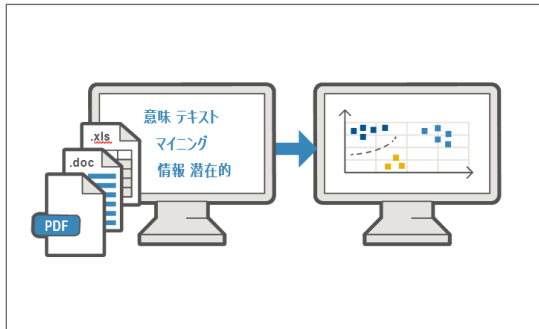 意味 テキスト
マイニング
情報 潜在的
.xls
.doc
PDF